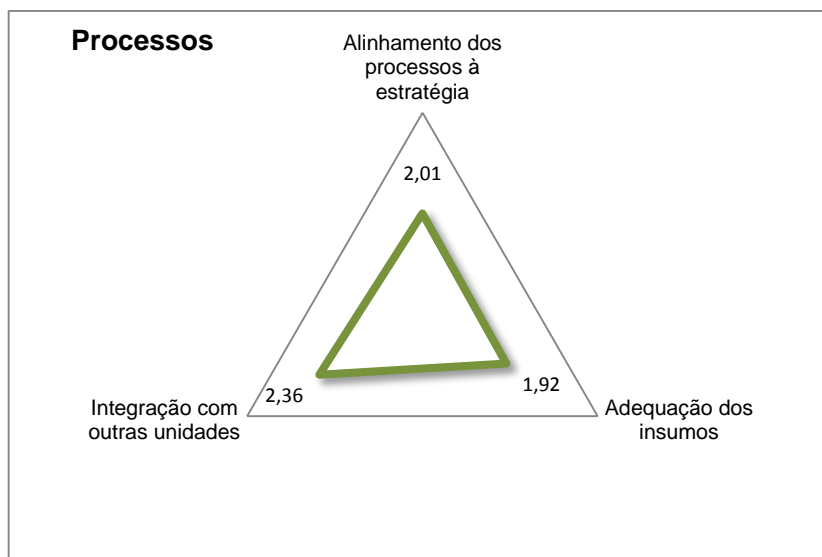 Processos
Alinhamento dos
processos à
estratégia
2,01
Integração com
outras unidades
2,36
1,92
Adequação dos
insumos